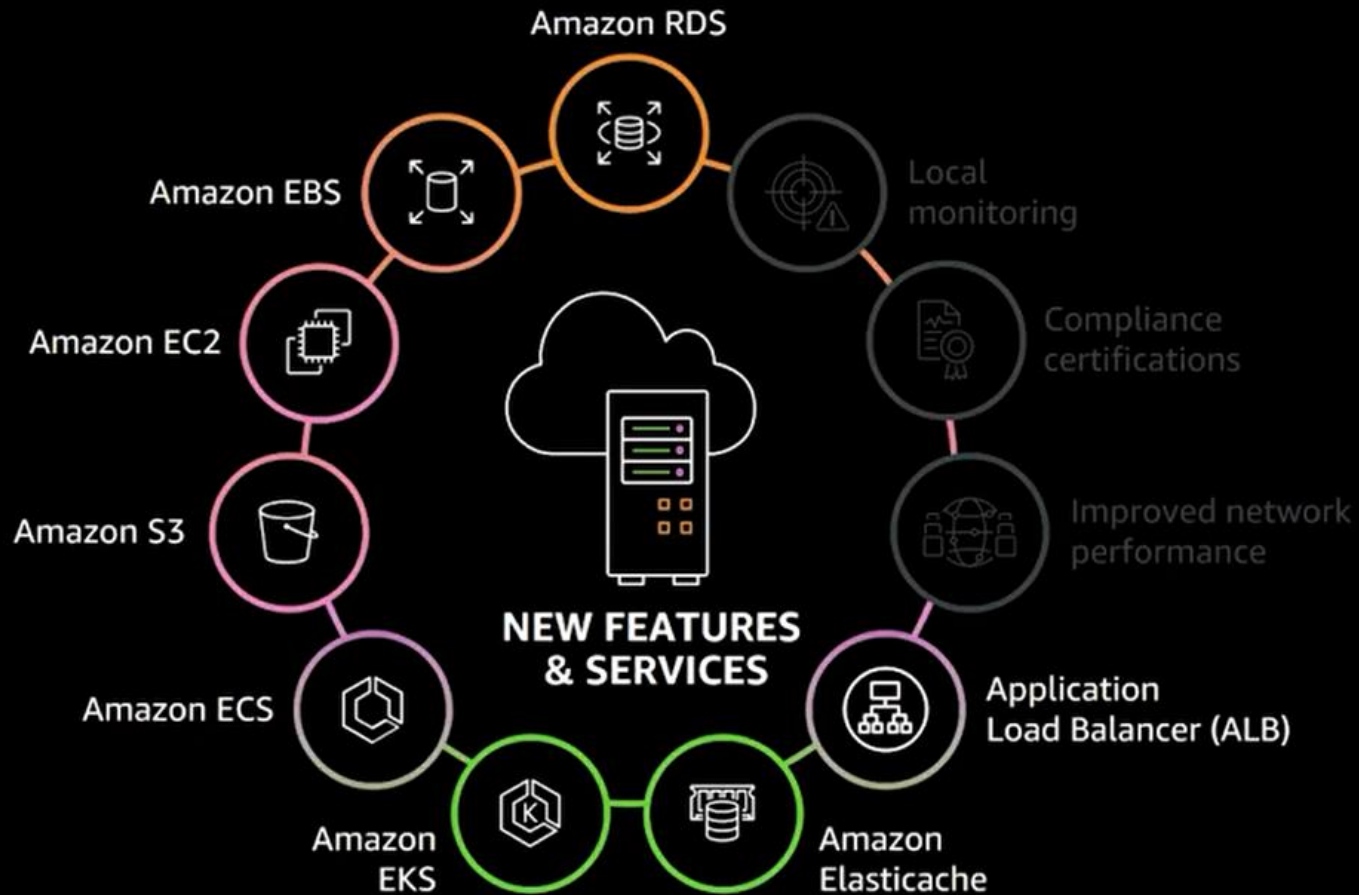 Amazon RDS
Amazon EBS
Local
monitoring
Amazon EC2
Compliance
certifications
Amazon S3
Improved network
performance
NEW FEATURES
& SERVICES
Amazon ECS
Application
Load Balancer (ALB)
K
Amazon
EKS
Amazon
Elasticache